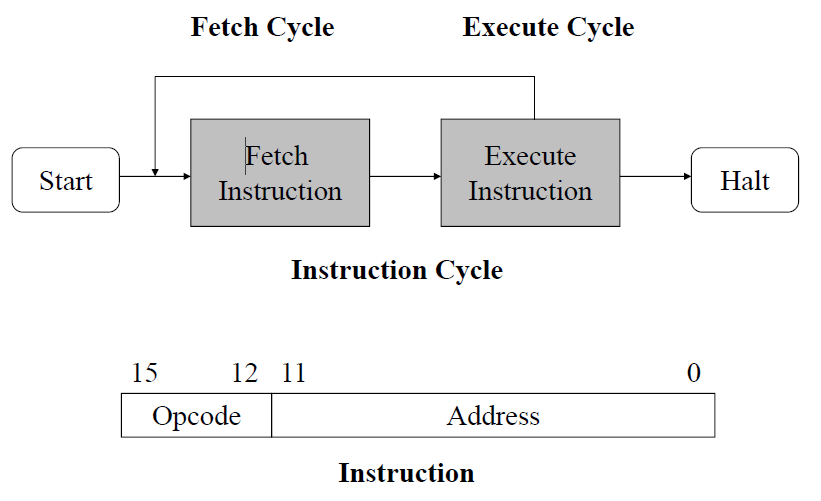 Fetch Cycle
Execute Cycle
Start
Fetch
Instruction
Execute
Instruction
Halt
Instruction Cycle
15
12
11
0
Opcode
Address
Instruction